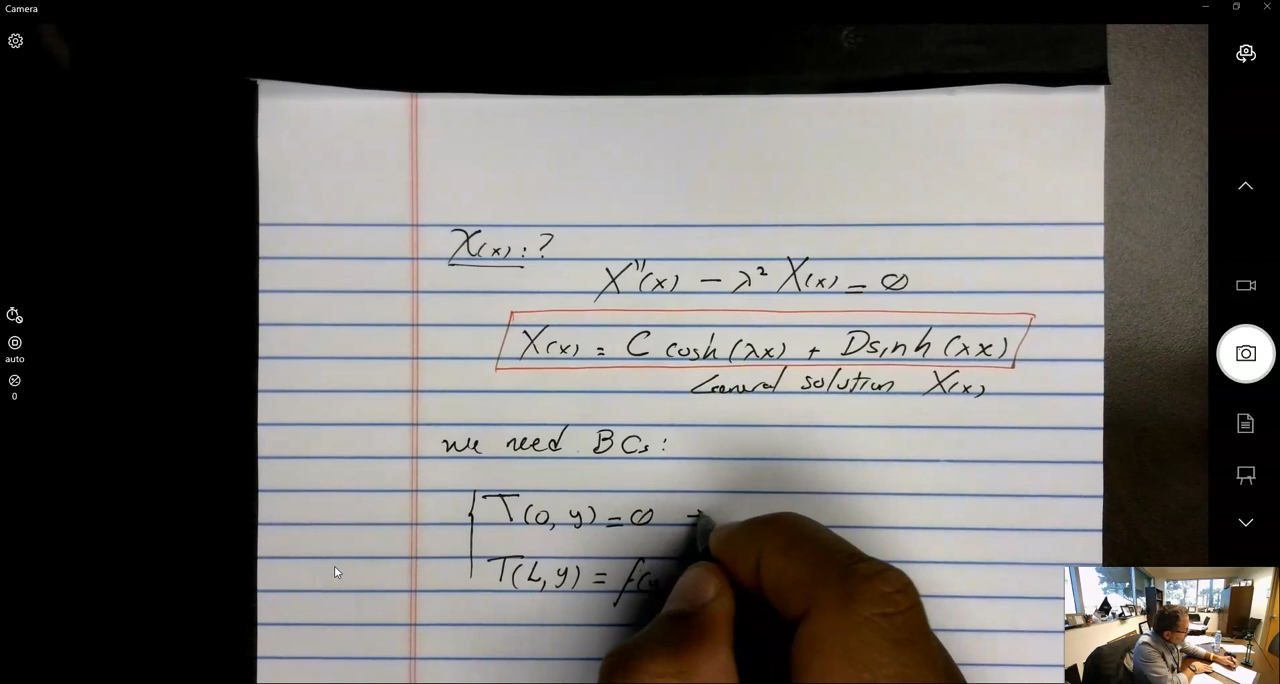 Camera
X(x) : ?
X''(x) - λ² X(x) = 0
X(x) = C cosh(λx) + D sinh(λx)
General solution X(x)
we need BCs:
T(0, y) = 0 →
T(L, y) = f(y
auto
0